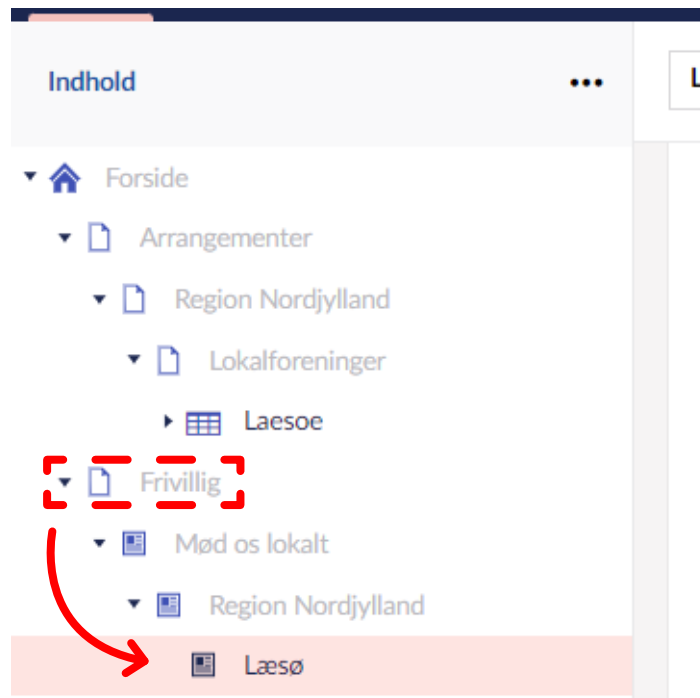 Indhold
Forside
Arrangementer
Region Nordjylland
Lokalforeninger
Laesoe
Frivillig
Mød os lokalt
Region Nordjylland
Læsø